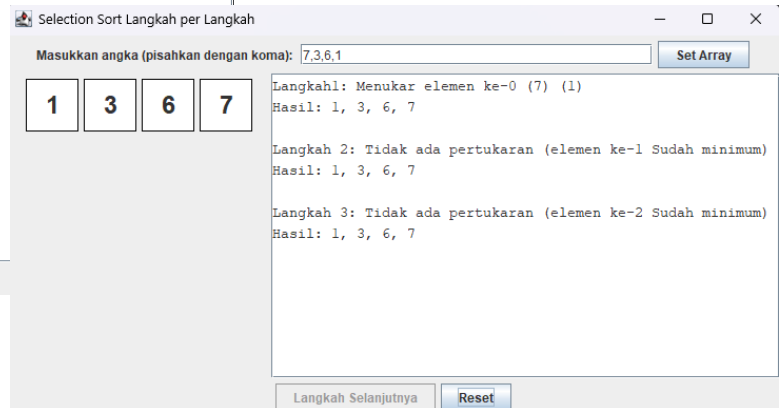 Selection Sort Langkah per Langkah
Masukkan angka (pisahkan dengan koma): 7,3,6,1 Set Array
1 3 6 7
Langkah1: Menukar elemen ke-0 (7) (1)
Hasil: 1, 3, 6, 7
Langkah 2: Tidak ada pertukaran (elemen ke-1 Sudah minimum)
Hasil: 1, 3, 6, 7
Langkah 3: Tidak ada pertukaran (elemen ke-2 Sudah minimum)
Hasil: 1, 3, 6, 7
Langkah Selanjutnya Reset